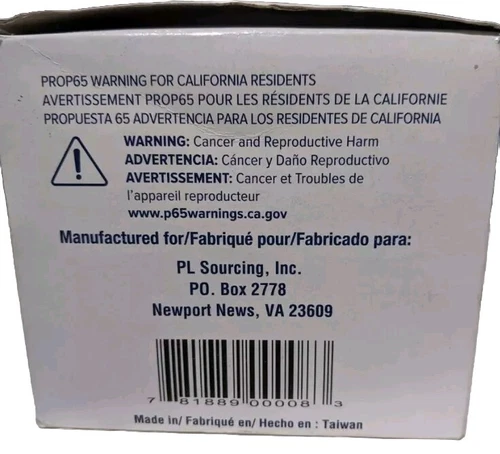 PROP65 WARNING FOR CALIFORNIA RESIDENTS
AVERTISSEMENT PROP65 POUR LES RÉSIDENTS DE LA CALIFORNIE
PROPUESTA 65 ADVERTENCIA PARA LOS RESIDENTES DE CALIFORNIA
WARNING: Cancer and Reproductive Harm
ADVERTENCIA: Cáncer y Daño Reproductivo
AVERTISSEMENT: Cancer et Troubles de
l'appareil reproducteur
www.p65warnings.ca.gov
Manufactured for/Fabriqué pour/Fabricado para:
PL Sourcing, Inc.
PO. Box 2778
Newport News, VA 23609
7 81889 00008 3
Made in/ Fabriqué en/ Hecho en : Taiwan